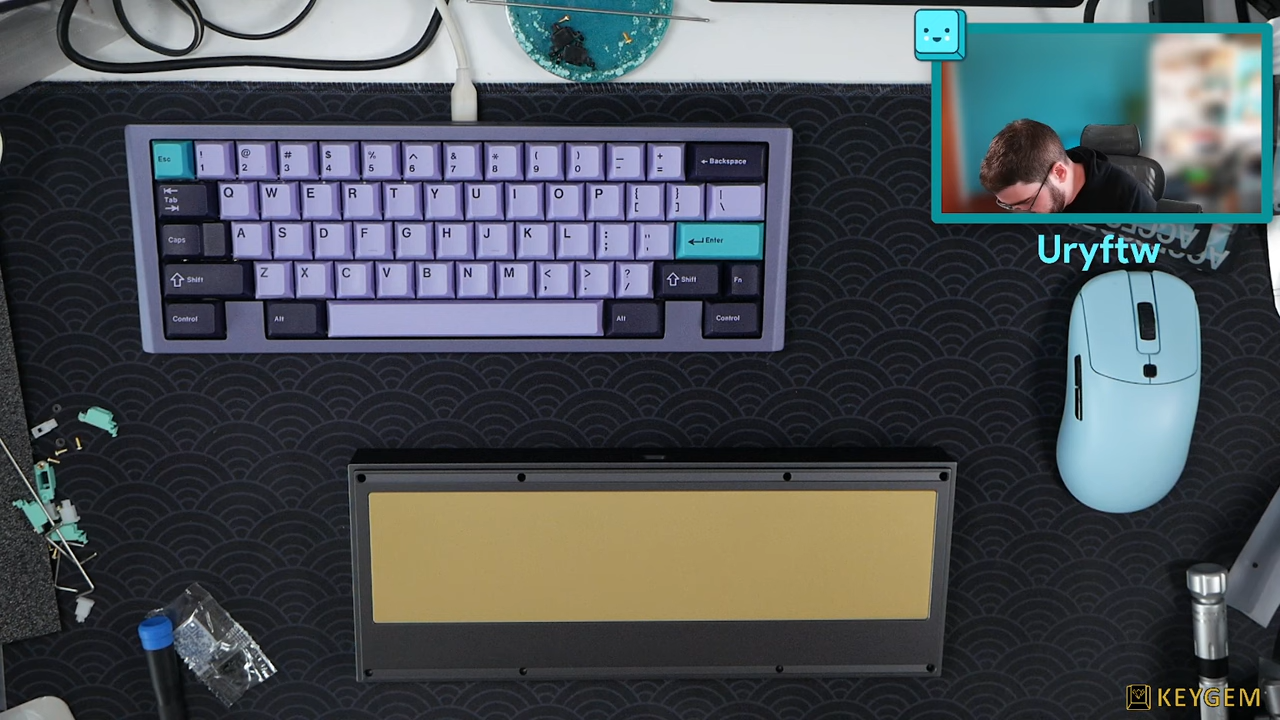 Esc ! 1 @ 2 # 3 $ 4 % 5 ^ 6 & 7 * 8 ( 9 ) 0 _ - + = ← Backspace
Tab Q W E R T Y U I O P { [ } ] | \
Caps A S D F G H J K L : ; " ' Enter
Shift Z X C V B N M < , > . ? / Shift Fn
Control Alt Alt Control
Uryftw
KEYGEM